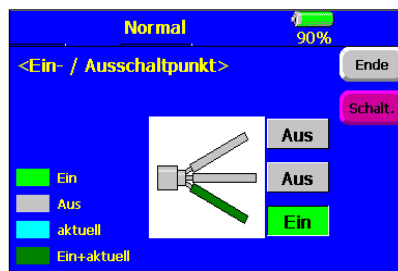 Normal
90%
<Ein- / Ausschaltpunkt>
Ende
Schalt.
Aus
Aus
Ein
Ein
Aus
aktuell
Ein+aktuell